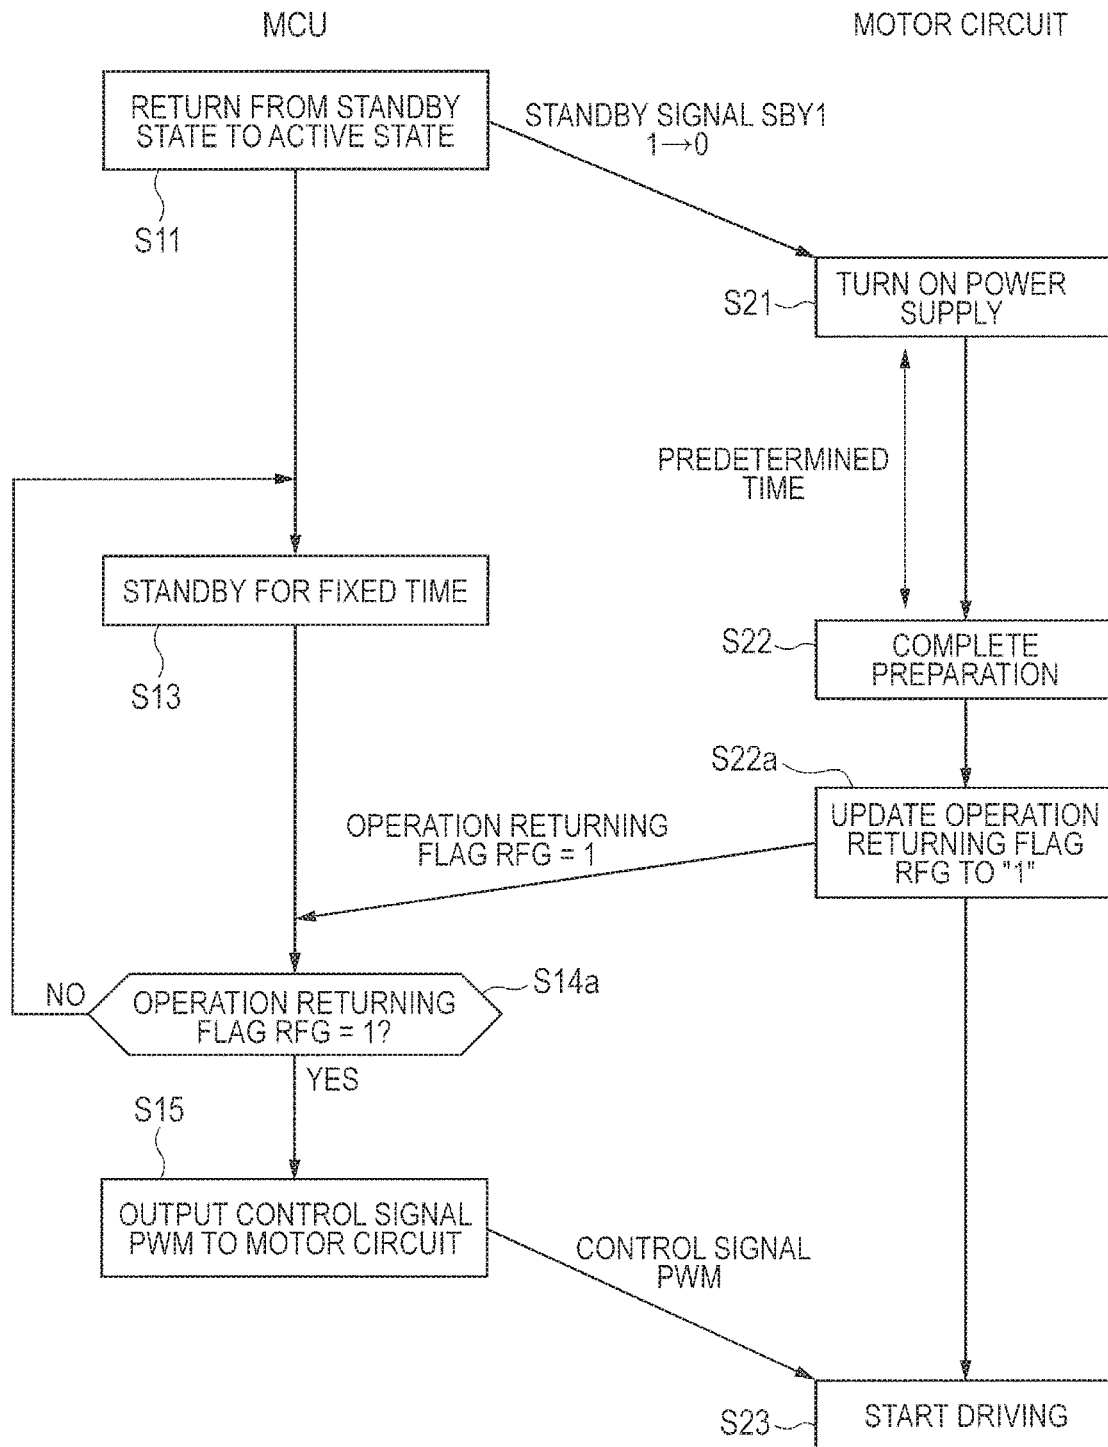 MCU
MOTOR CIRCUIT
RETURN FROM STANDBY
STATE TO ACTIVE STATE
STANDBY SIGNAL SBY1
1→0
S11
TURN ON POWER
SUPPLY
S21
PREDETERMINED
TIME
STANDBY FOR FIXED TIME
S13
S22
COMPLETE
PREPARATION
S22a
UPDATE OPERATION
RETURNING FLAG
RFG TO "1"
OPERATION RETURNING
FLAG RFG = 1
NO
OPERATION RETURNING
FLAG RFG = 1?
S14a
YES
S15
OUTPUT CONTROL SIGNAL
PWM TO MOTOR CIRCUIT
CONTROL SIGNAL
PWM
S23
START DRIVING